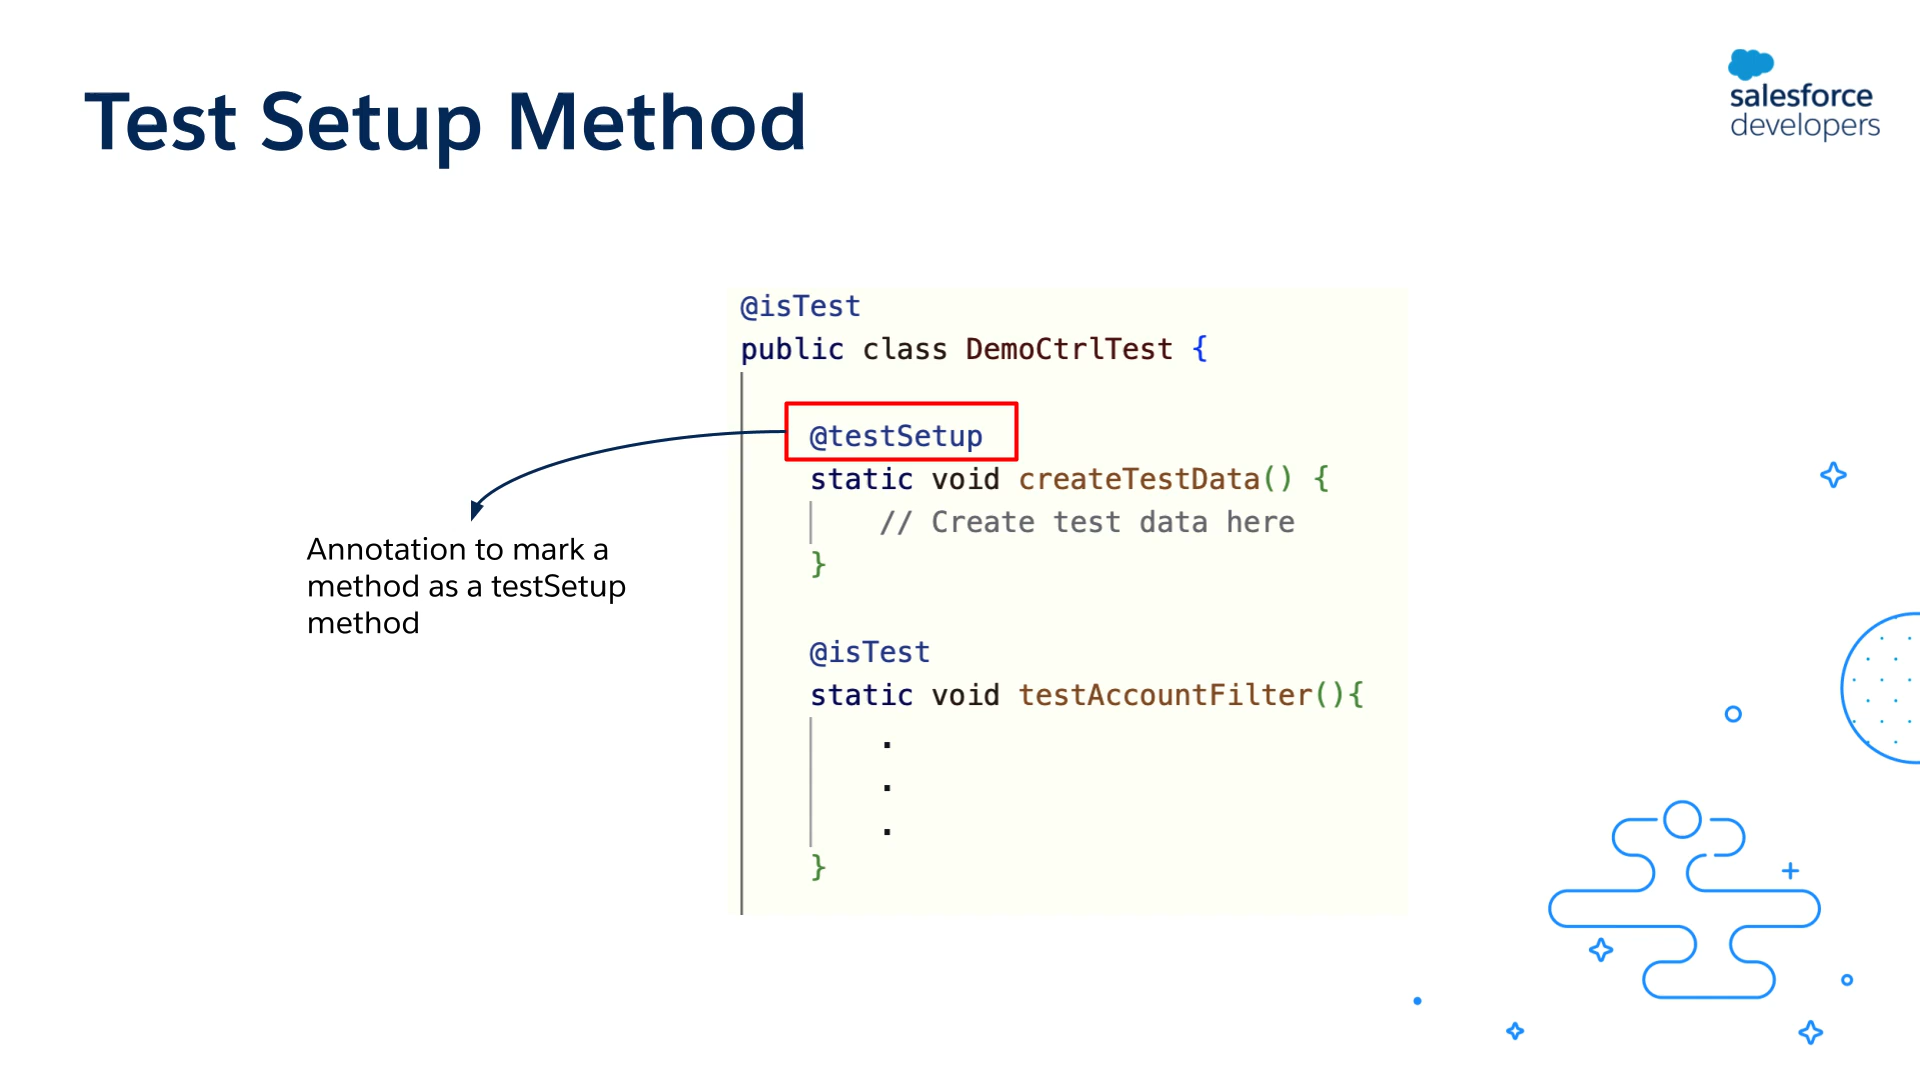 Test Setup Method
salesforce
developers
@isTest
public class DemoCtrlTest {
@testSetup
static void createTestData() {
// Create test data here
}
Annotation to mark a
method as a testSetup
method
@isTest
static void testAccountFilter(){
.
.
.
}